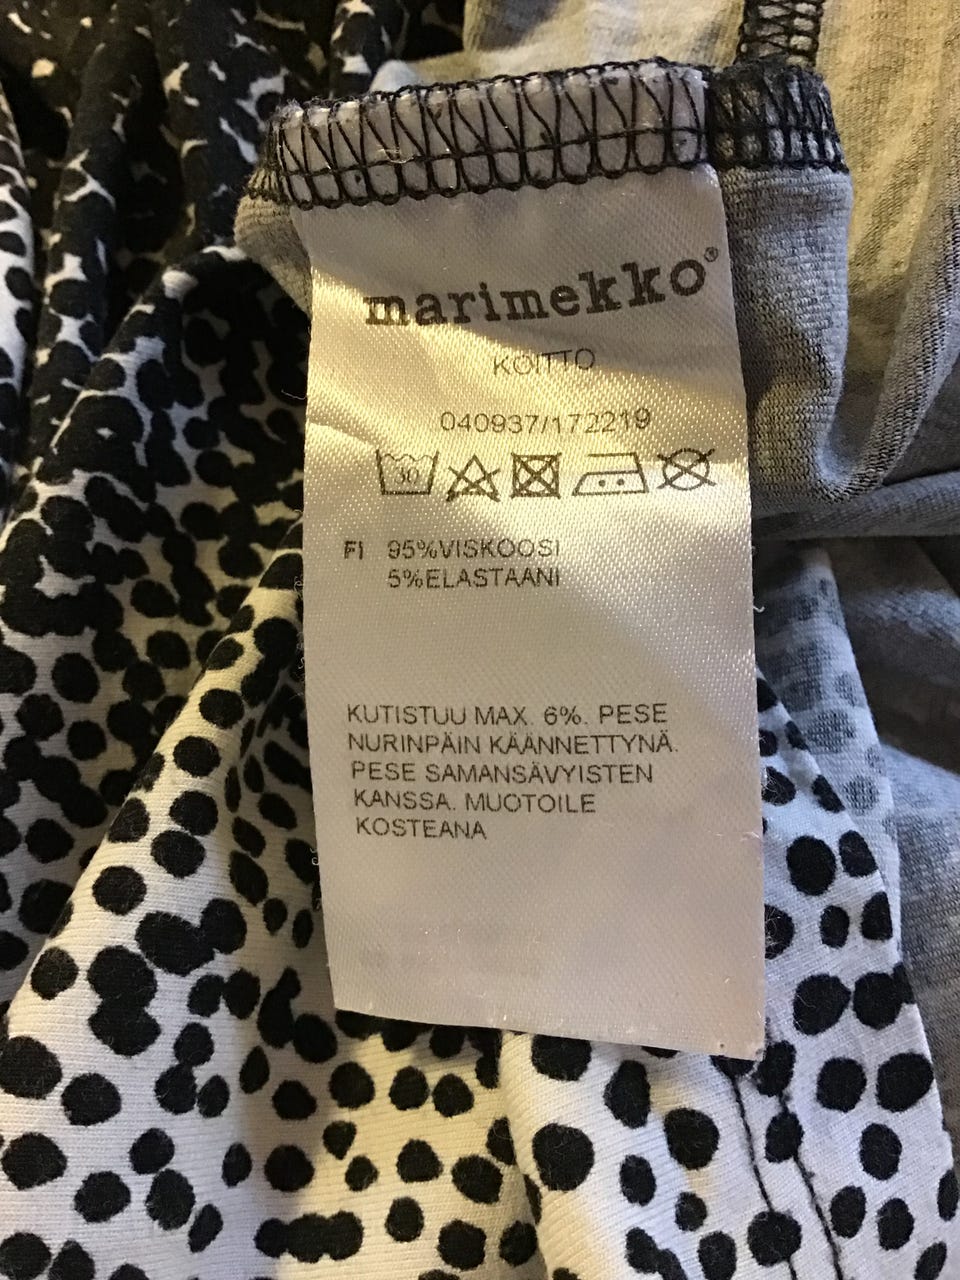 marimekko®
KOITTO
040937/172219
30
FI 95%VISKOOSI
5%ELASTAANI
KUTISTUU MAX. 6%. PESE
NURINPÄIN KÄÄNNETTYNÄ.
PESE SAMANSÄVYISTEN
KANSSA. MUOTOILE
KOSTEANA